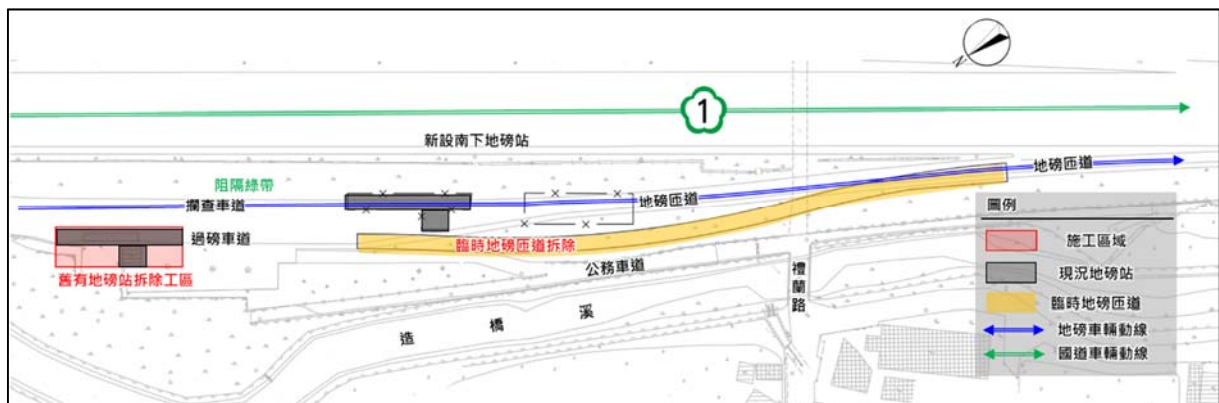 N
1
新設南下地磅站
地磅匝道
阻隔綠帶
攔查車道
地磅匝道
過磅車道
臨時地磅匝道拆除
公務車道
舊有地磅站拆除工區
禮蘭路
造橋溪
圖例
施工區域
現況地磅站
臨時地磅匝道
地磅車輛動線
國道車輛動線